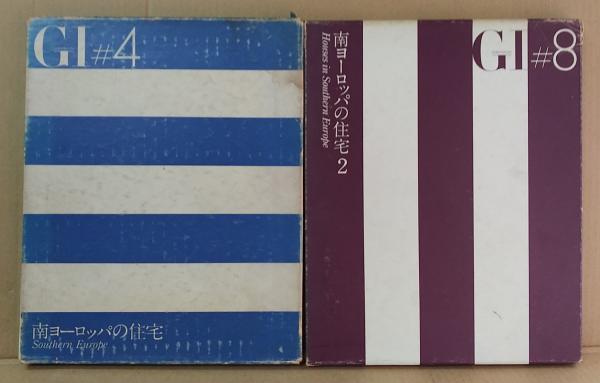 GI#4
南ヨーロッパの住宅
Southern Europe
GI#8
南ヨーロッパの住宅2
Houses in Southern Europe